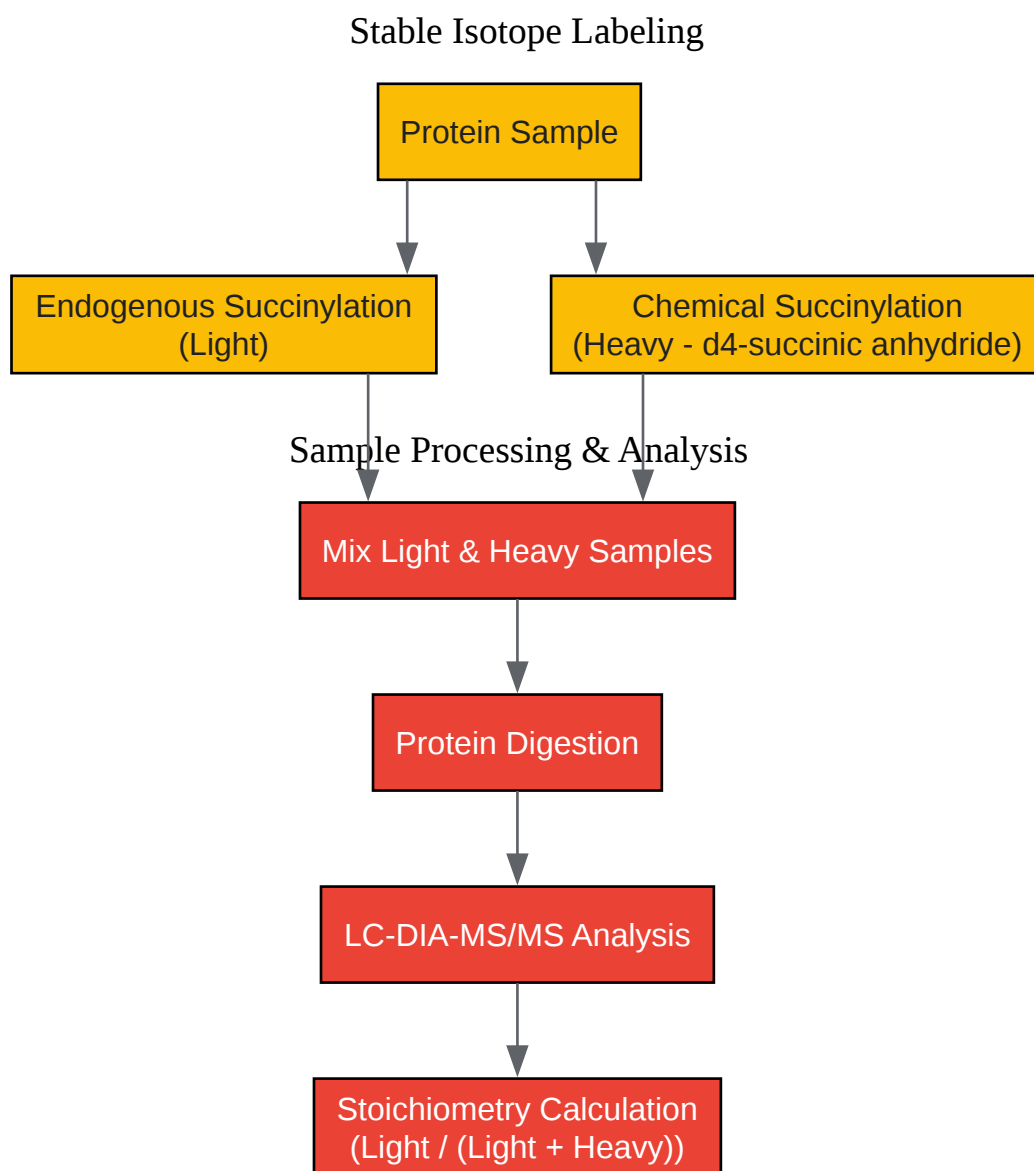 Stable Isotope Labeling
Protein Sample
Endogenous Succinylation
(Light)
Chemical Succinylation
(Heavy - d4-succinic anhydride)
Sample Processing & Analysis
Mix Light & Heavy Samples
Protein Digestion
LC-DIA-MS/MS Analysis
Stoichiometry Calculation
(Light / (Light + Heavy))